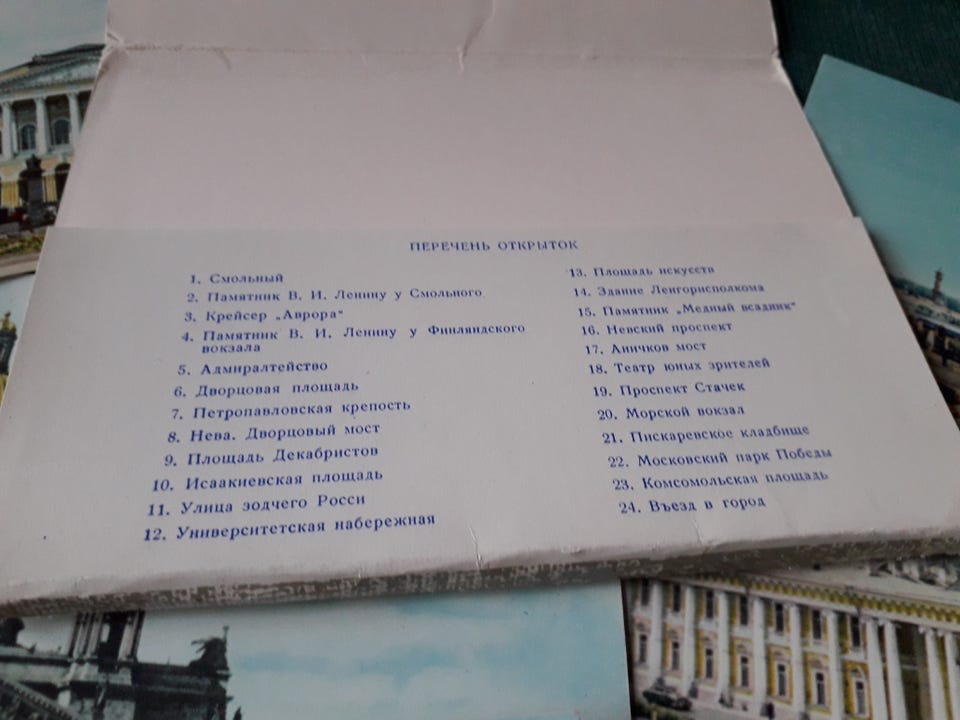 ПЕРЕЧЕНЬ ОТКРЫТОК
1. Смольный
2. Памятник В. И. Ленину у Смольного
3. Крейсер „Аврора“
4. Памятник В. И. Ленину у Финляндского
вокзала
5. Адмиралтейство
6. Дворцовая площадь
7. Петропавловская крепость
8. Нева. Дворцовый мост
9. Площадь Декабристов
10. Исаакиевская площадь
11. Улица зодчего Росси
12. Университетская набережная
13. Площадь искусств
14. Здание Ленгорисполкома
15. Памятник „Медный всадник“
16. Невский проспект
17. Аничков мост
18. Театр юных зрителей
19. Проспект Стачек
20. Морской вокзал
21. Пискаревское кладбище
22. Московский парк Победы
23. Комсомольская площадь
24. Въезд в город